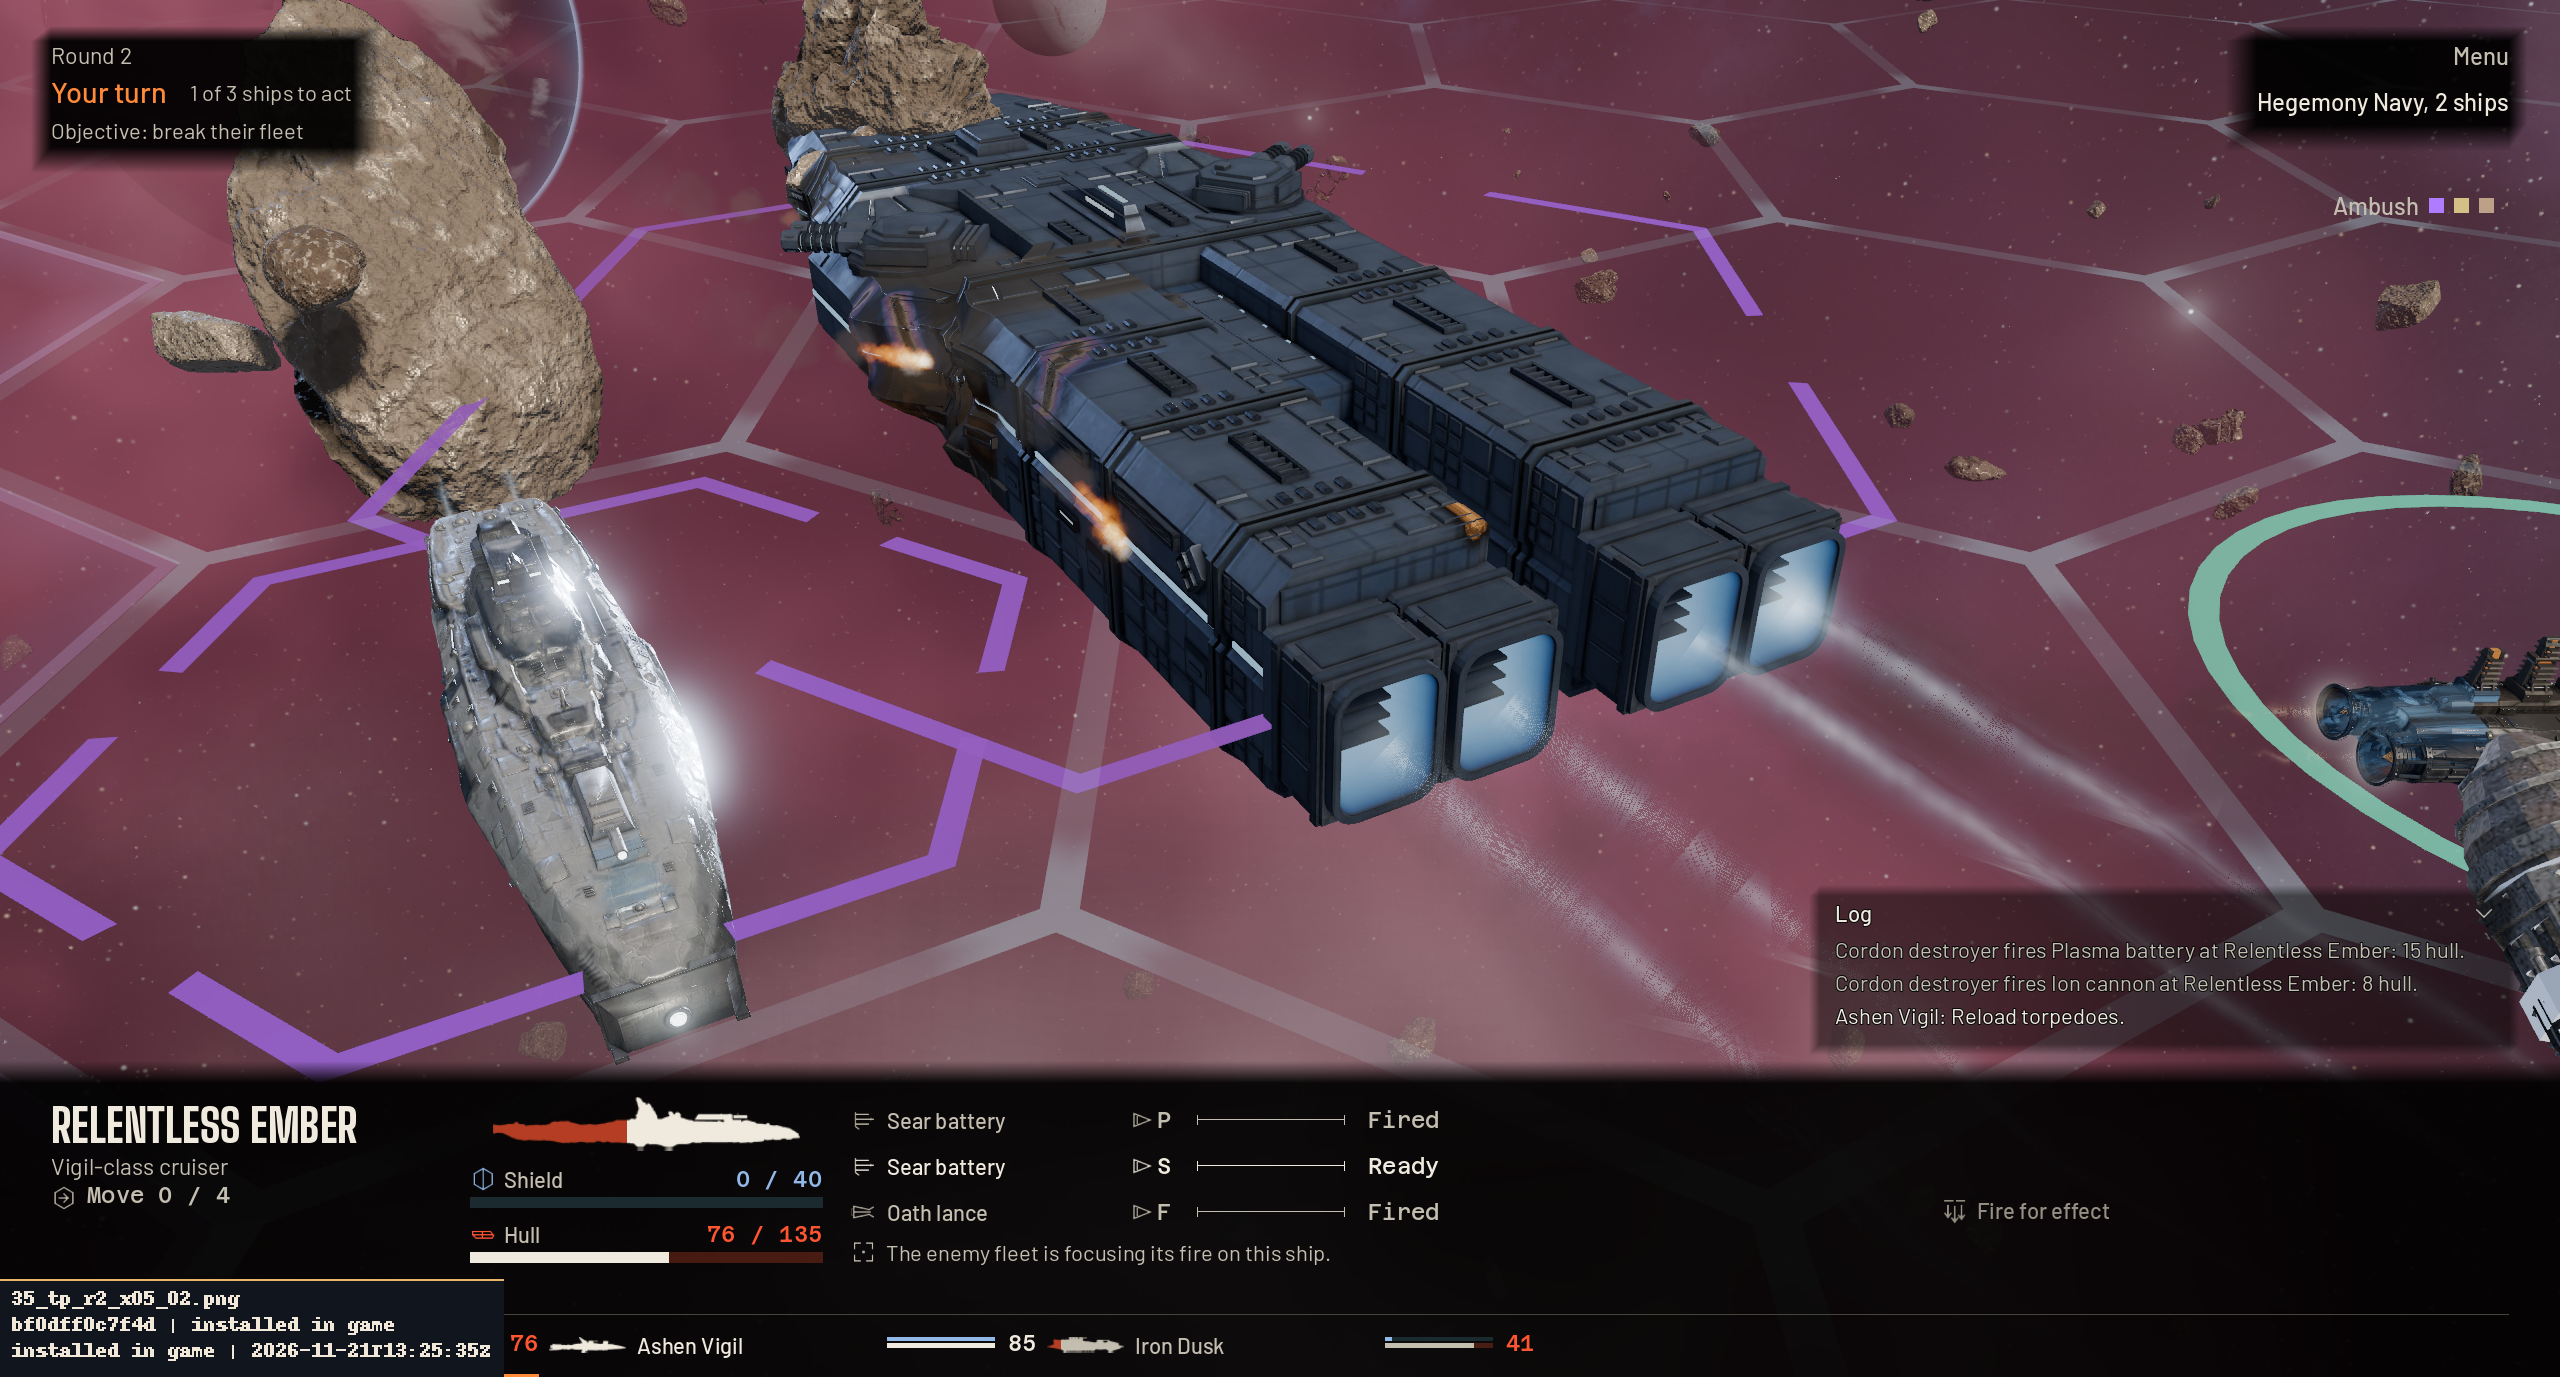 Round 2
Your turn 1 of 3 ships to act
Objective: break their fleet
Menu
Hegemony Navy, 2 ships
Ambush
Log
Cordon destroyer fires Plasma battery at Relentless Ember: 15 hull.
Cordon destroyer fires Ion cannon at Relentless Ember: 8 hull.
Ashen Vigil: Reload torpedoes.
RELENTLESS EMBER
Vigil-class cruiser
Move 0 / 4
Shield 0 / 40
Hull 76 / 135
Sear battery P Fired
Sear battery S Ready
Oath lance F Fired
The enemy fleet is focusing its fire on this ship.
Fire for effect
35_tp_r2_x05_02.png
bf0dff0c7f4d | installed in game
installed in game | 2026-11-21T13:25:35Z
76 Ashen Vigil 85 Iron Dusk 41